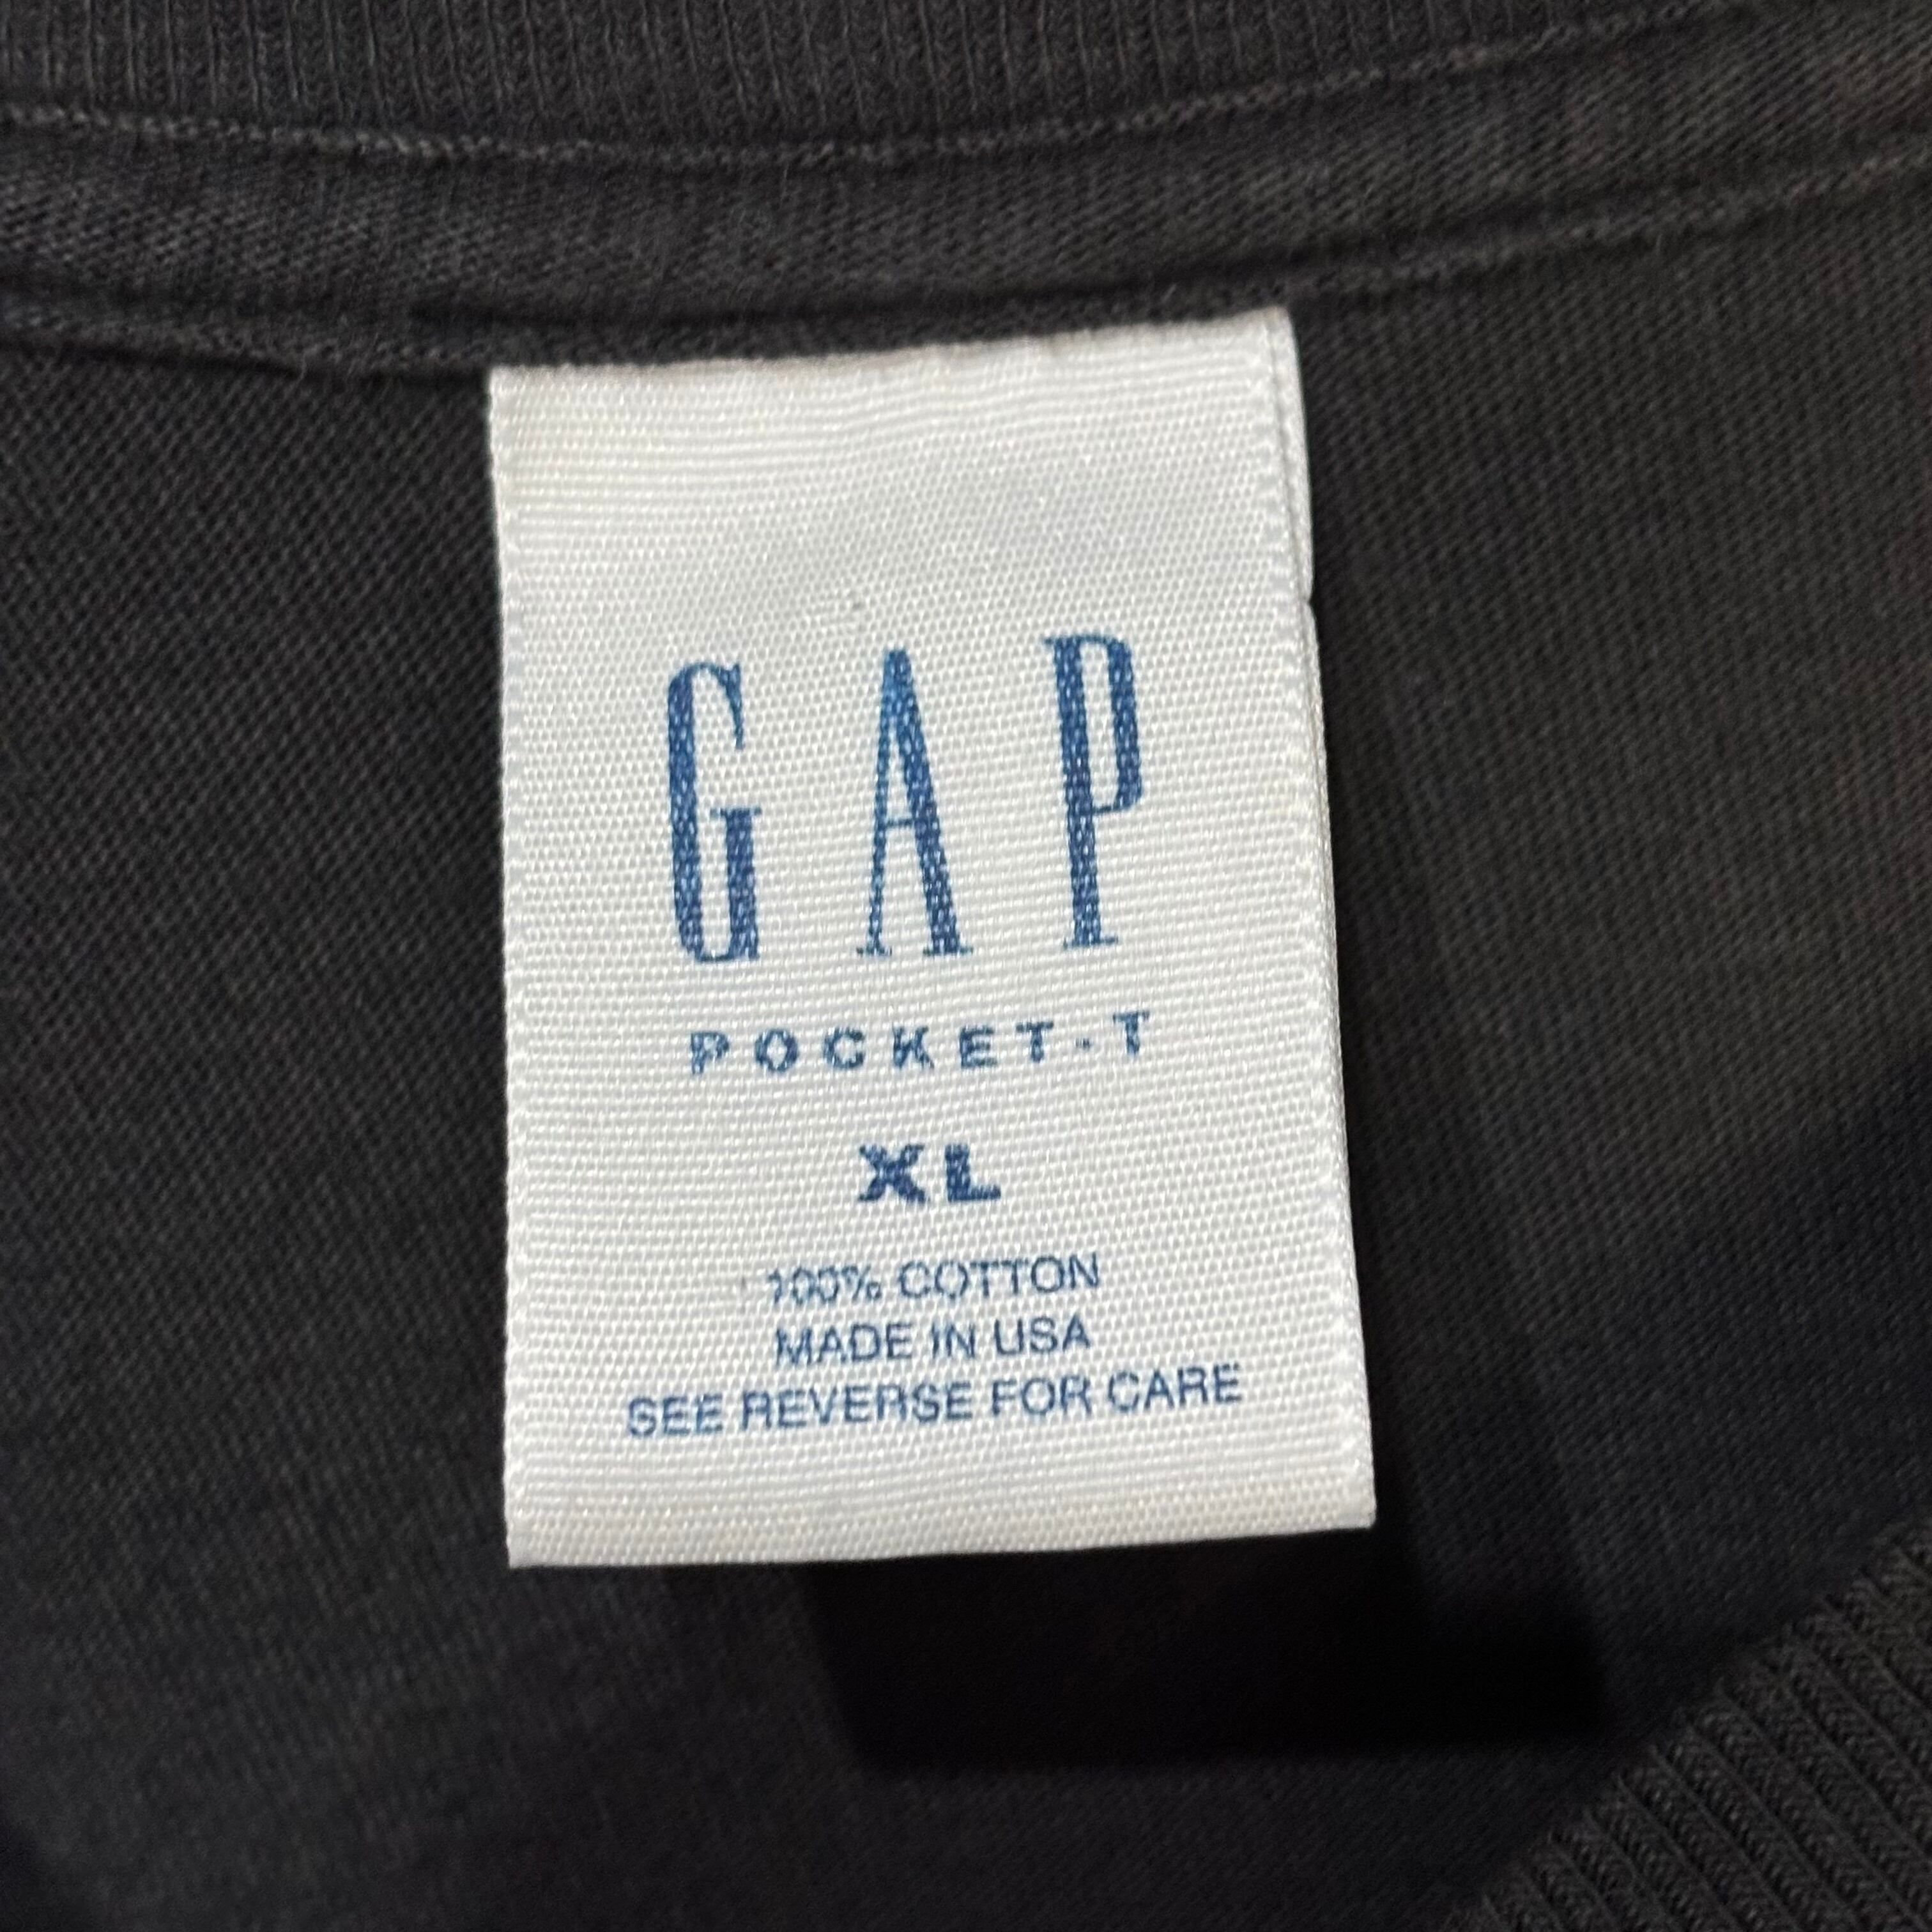 GAP
POCKET-T
XL
100% COTTON
MADE IN USA
SEE REVERSE FOR CARE